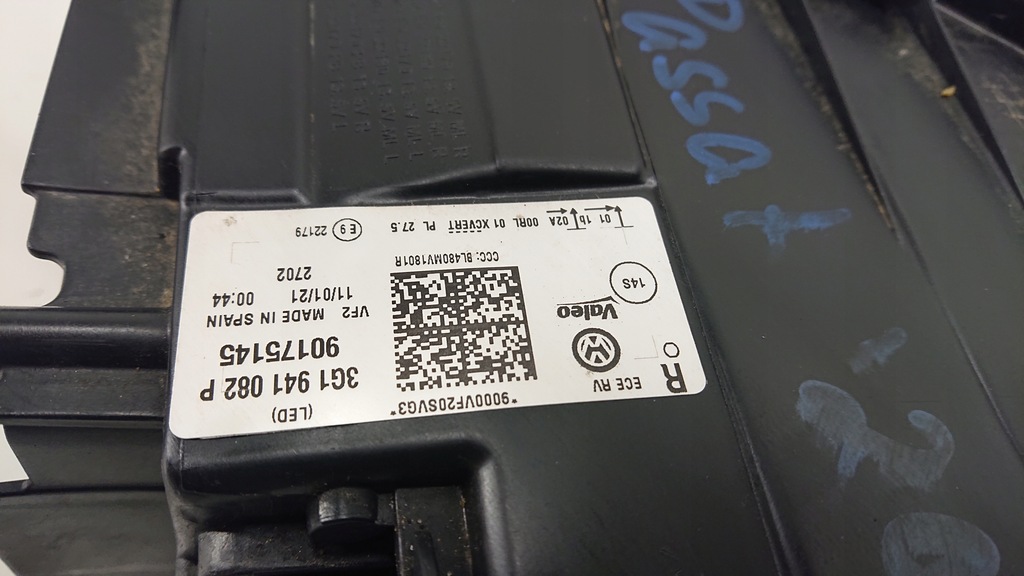 *9000VF20SVG3*
(LED)
3G1 941 082 P
90175145
VF2 MADE IN SPAIN
11/01/21 00:44
2702
ECE RV
R
Valeo
14S
CCC: BL480MV1801R
01 1b 02A 00RL 01 XCVERT PL 27.5
E9 22179
Passat